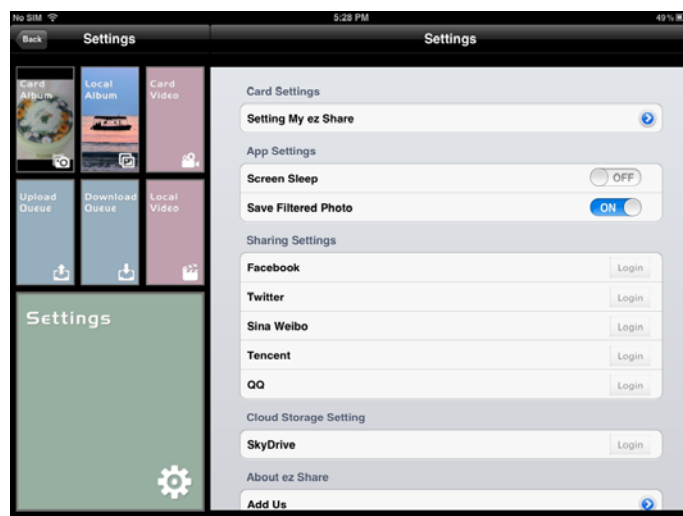 No SIM 5:28 PM 49%
Back Settings Settings
Card
Album
Local
Album
Card
Video
Upload
Queue
Download
Queue
Local
Video
Settings
Card Settings
Setting My ez Share
App Settings
Screen Sleep OFF
Save Filtered Photo ON
Sharing Settings
Facebook Login
Twitter Login
Sina Weibo Login
Tencent Login
QQ Login
Cloud Storage Setting
SkyDrive Login
About ez Share
Add Us